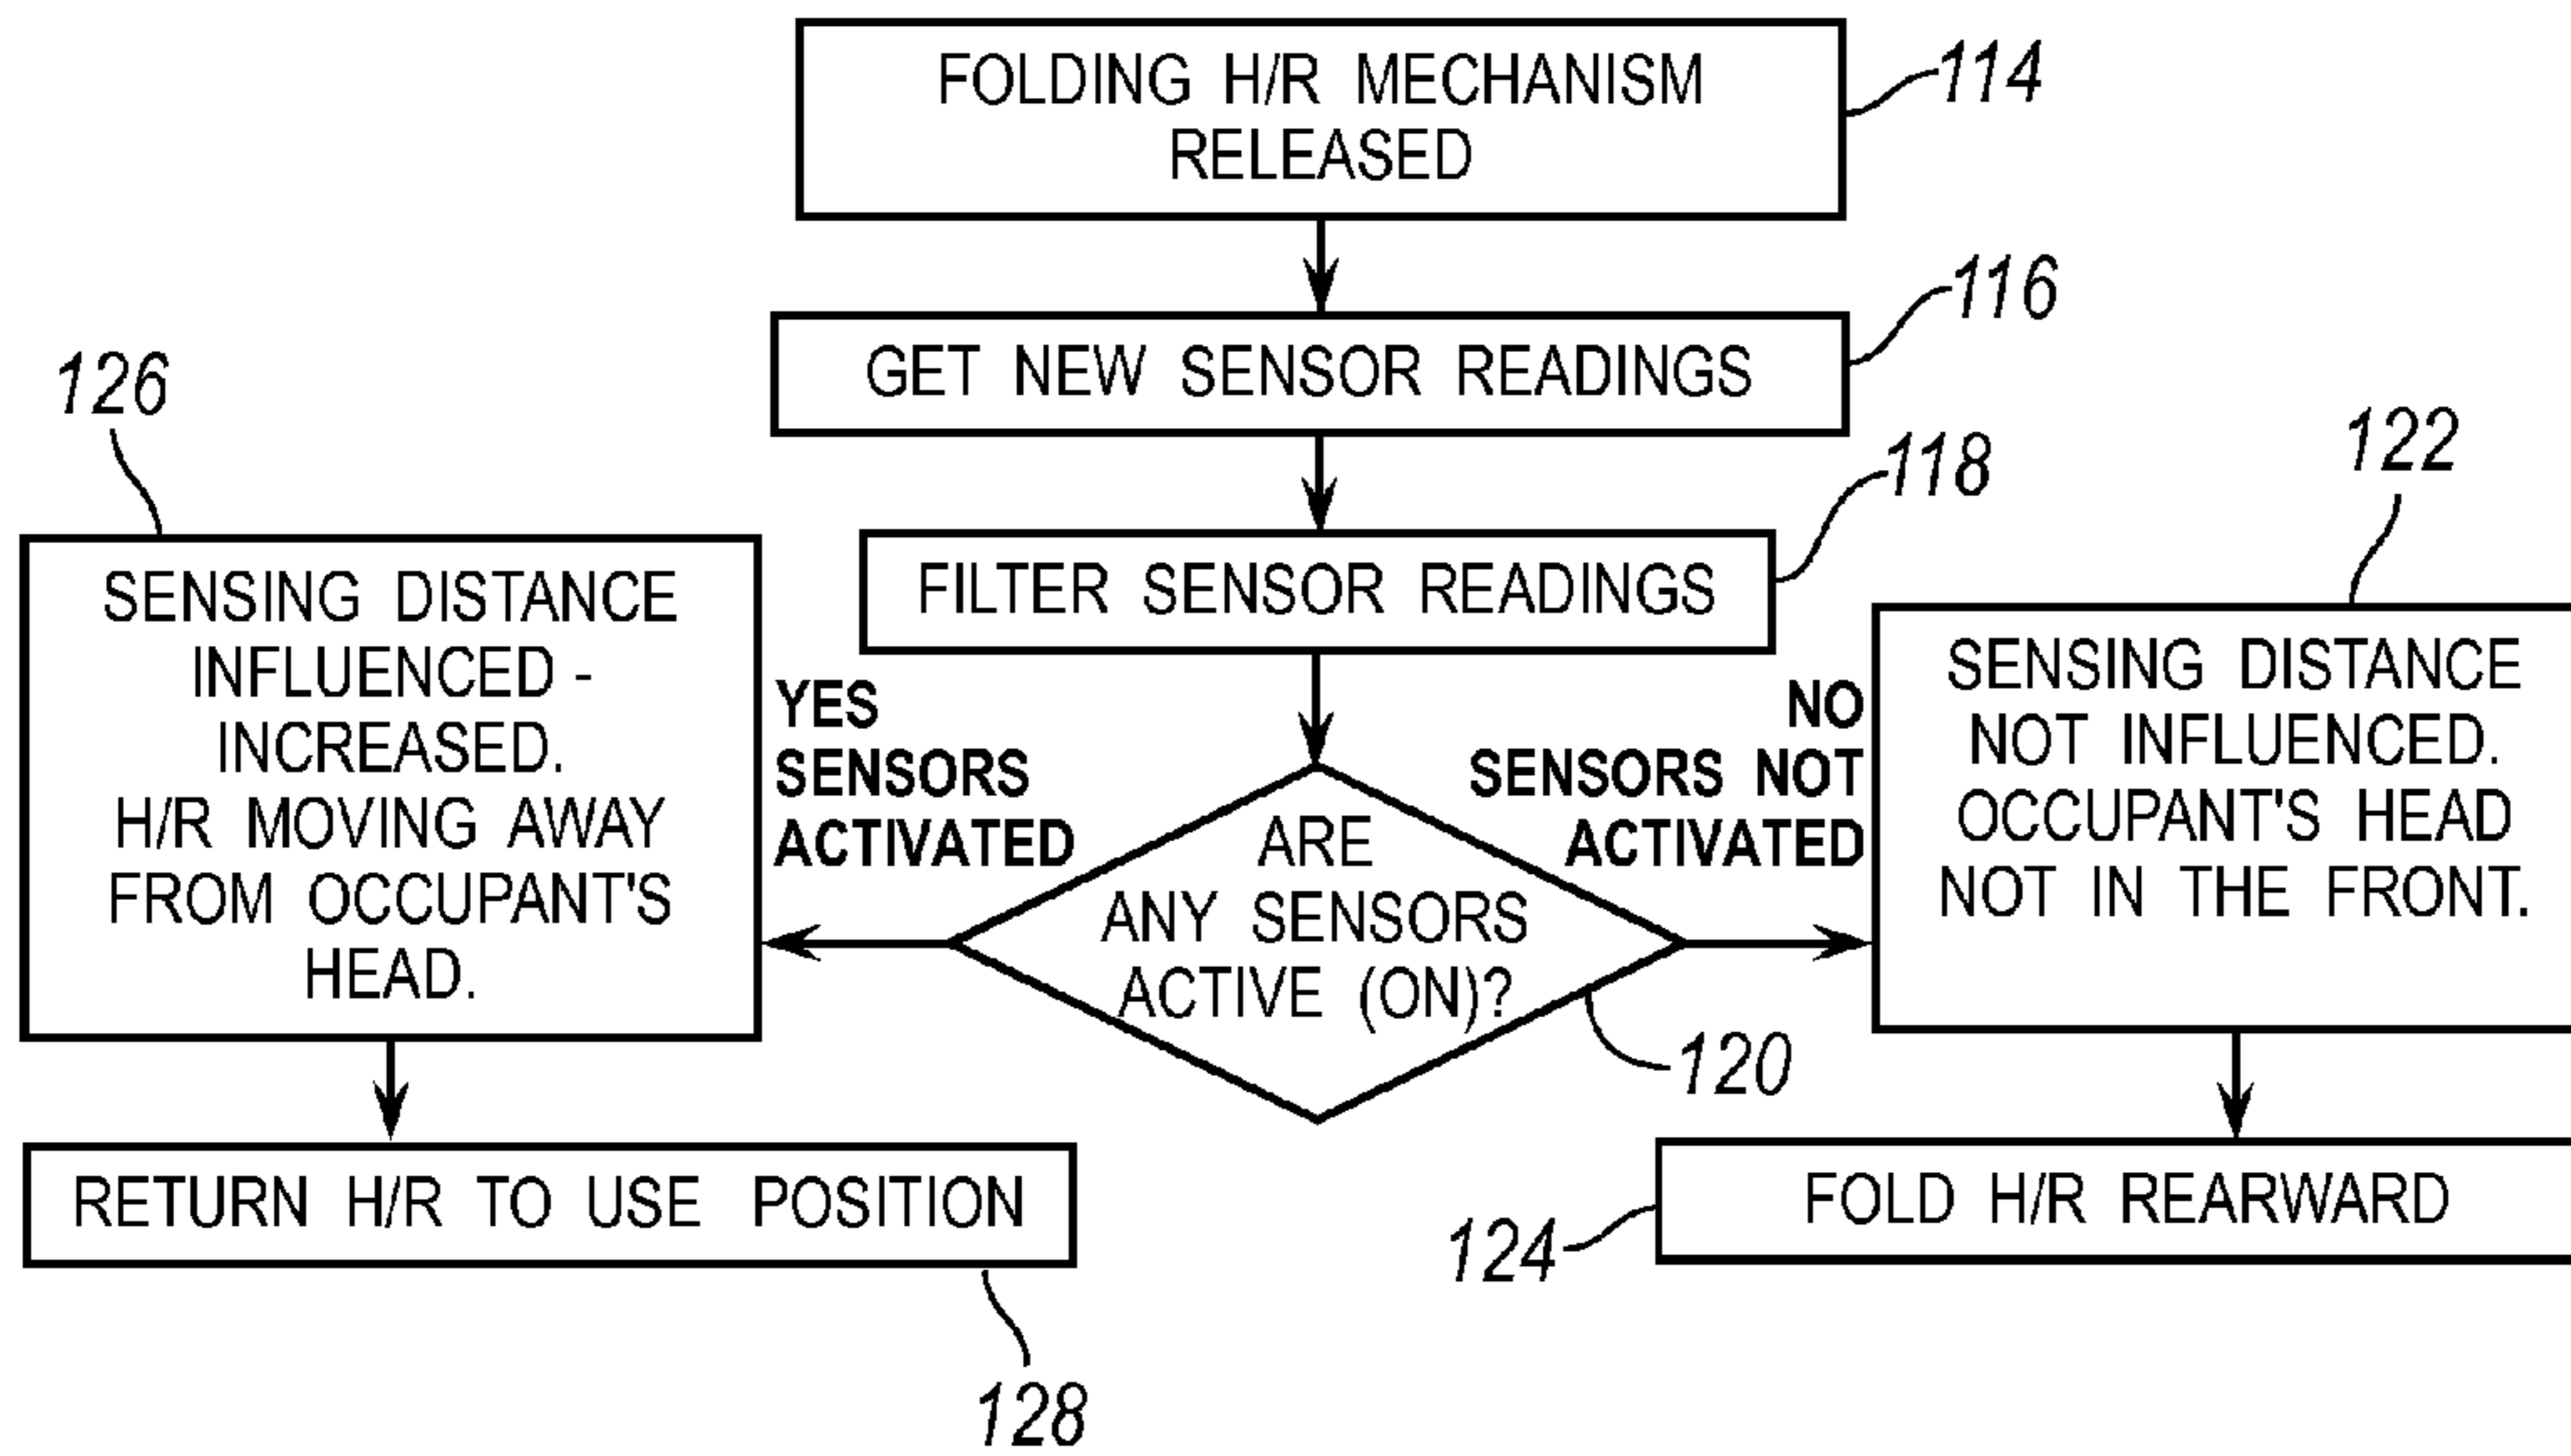 FOLDING H/R MECHANISM
RELEASED
114
GET NEW SENSOR READINGS
116
FILTER SENSOR READINGS
118
126
SENSING DISTANCE
INFLUENCED -
INCREASED.
H/R MOVING AWAY
FROM OCCUPANT'S
HEAD.
YES
SENSORS
ACTIVATED
ARE
ANY SENSORS
ACTIVE (ON)?
120
NO
SENSORS NOT
ACTIVATED
122
SENSING DISTANCE
NOT INFLUENCED.
OCCUPANT'S HEAD
NOT IN THE FRONT.
RETURN H/R TO USE POSITION
128
FOLD H/R REARWARD
124